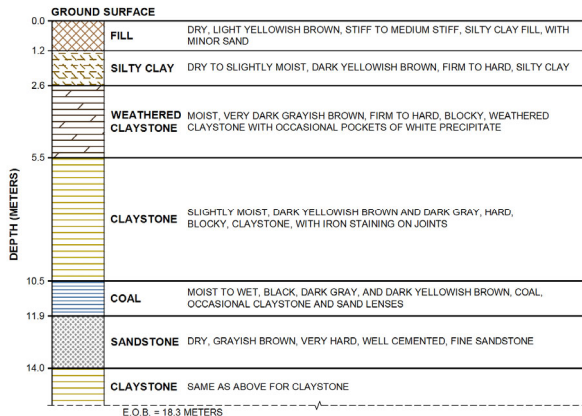 GROUND SURFACE
0.0
FILL
DRY, LIGHT YELLOWISH BROWN, STIFF TO MEDIUM STIFF, SILTY CLAY FILL, WITH
MINOR SAND
1.2
SILTY CLAY
DRY TO SLIGHTLY MOIST, DARK YELLOWISH BROWN, FIRM TO HARD, SILTY CLAY
2.6
WEATHERED
CLAYSTONE
MOIST, VERY DARK GRAYISH BROWN, FIRM TO HARD, BLOCKY, WEATHERED
CLAYSTONE WITH OCCASIONAL POCKETS OF WHITE PRECIPITATE
5.5
DEPTH (METERS)
CLAYSTONE
SLIGHTLY MOIST, DARK YELLOWISH BROWN AND DARK GRAY, HARD,
BLOCKY, CLAYSTONE, WITH IRON STAINING ON JOINTS
10.5
COAL
MOIST TO WET, BLACK, DARK GRAY, AND DARK YELLOWISH BROWN, COAL,
OCCASIONAL CLAYSTONE AND SAND LENSES
11.9
SANDSTONE
DRY, GRAYISH BROWN, VERY HARD, WELL CEMENTED, FINE SANDSTONE
14.0
CLAYSTONE
SAME AS ABOVE FOR CLAYSTONE
E.O.B. = 18.3 METERS